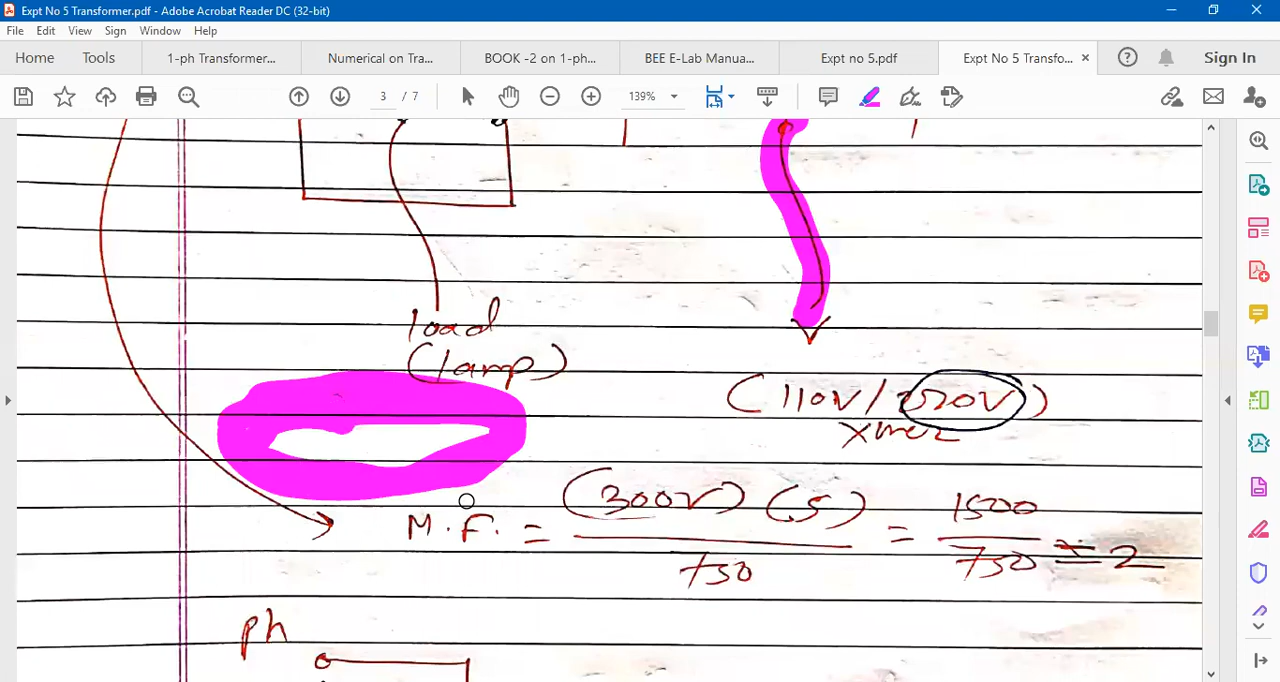 Expt No 5 Transformer.pdf - Adobe Acrobat Reader DC (32-bit)
File Edit View Sign Window Help
Home Tools 1-ph Transformer... Numerical on Tra... BOOK -2 on 1-ph... BEE E-Lab Manua... Expt no 5.pdf Expt No 5 Transfo... × Sign In
3 / 7 139%
load
(lamp)
(110V/220V)
xmer
M.F. = (300V) (.5) / 750 = 1500 / 750 = 2
ph